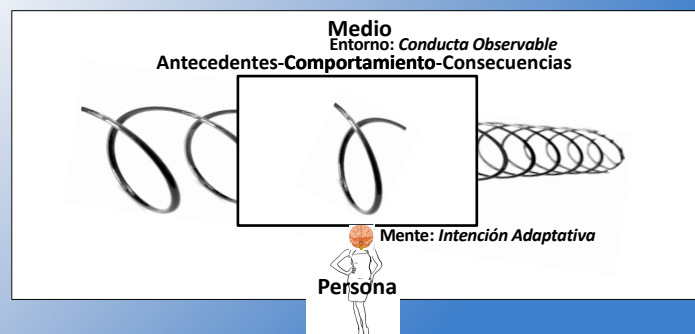 Medio
Entorno: Conducta Observable
Antecedentes-Comportamiento-Consecuencias
Mente: Intención Adaptativa
Persona